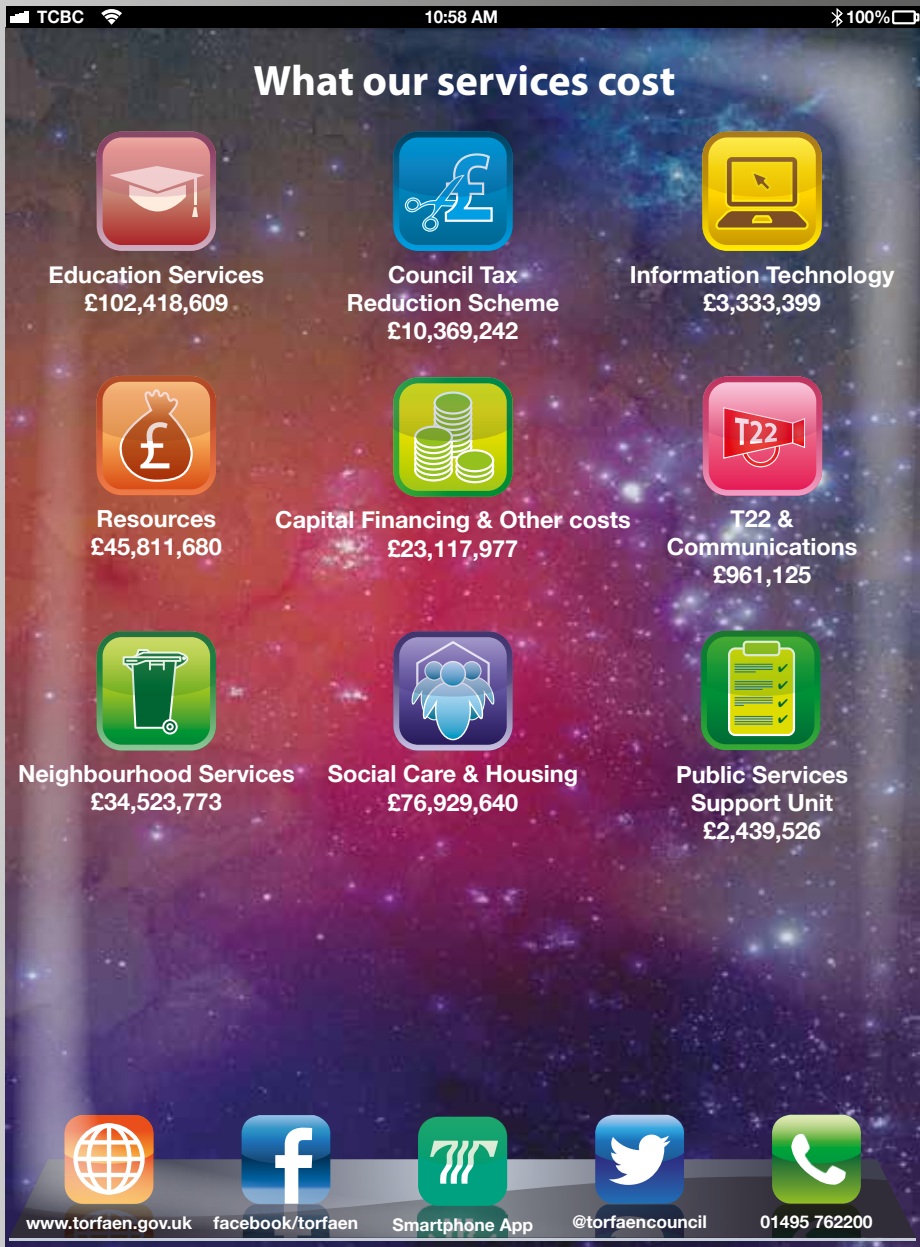 TCBC
10:58 AM
100%
What our services cost
Education Services
£102,418,609
Council Tax
Reduction Scheme
£10,369,242
Information Technology
£3,333,399
Resources
£45,811,680
Capital Financing & Other costs
£23,117,977
T22
T22 &
Communications
£961,125
Neighbourhood Services
£34,523,773
Social Care & Housing
£76,929,640
Public Services
Support Unit
£2,439,526
www.torfaen.gov.uk
facebook/torfaen
Smartphone App
@torfaencouncil
01495 762200